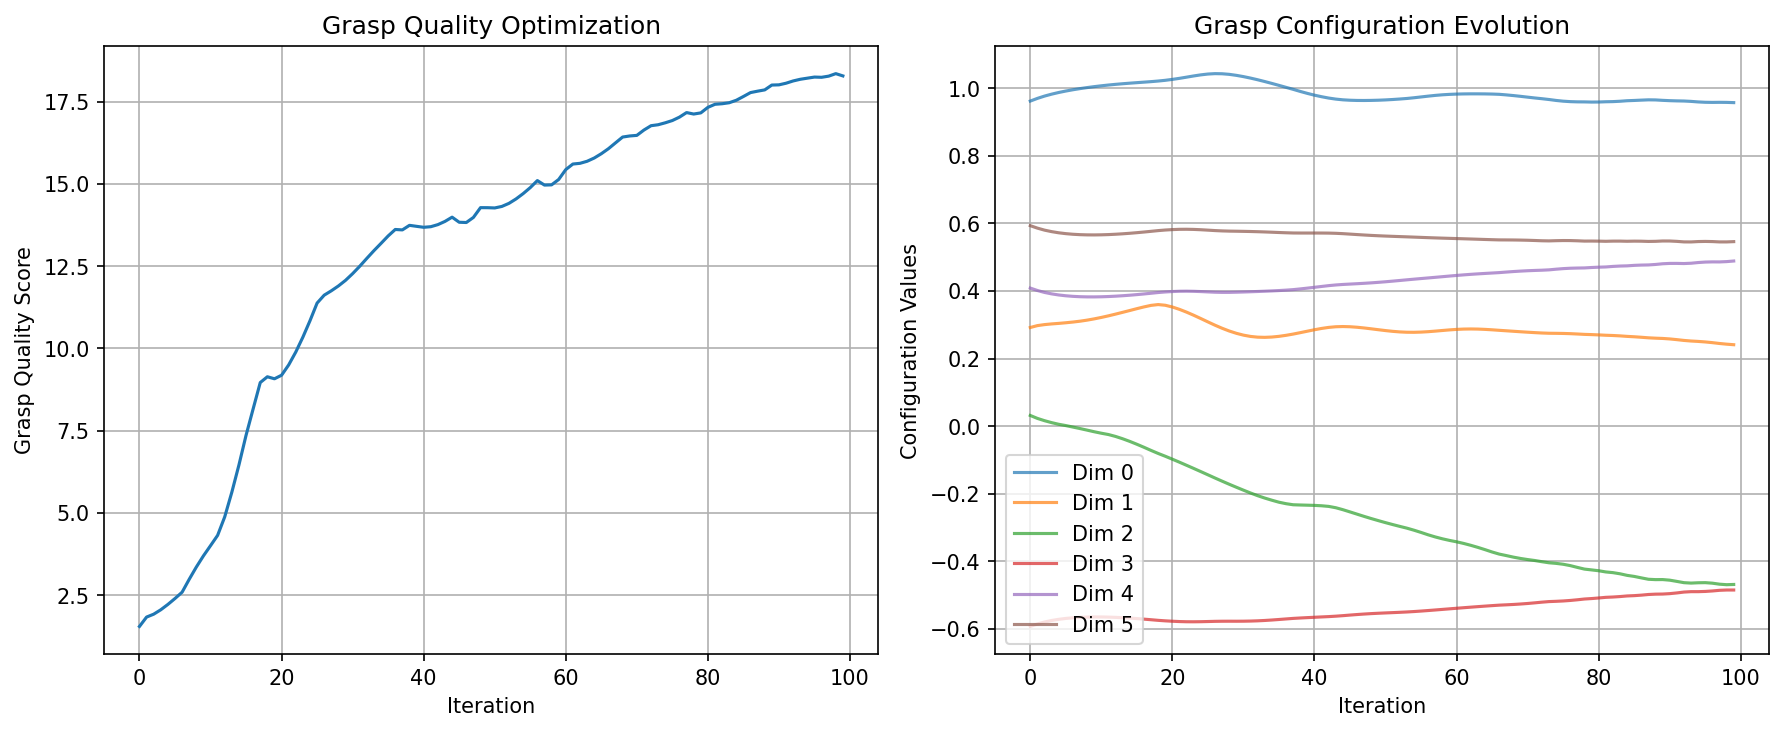 Grasp Quality Optimization
Grasp Quality Score
17.5
15.0
12.5
10.0
7.5
5.0
2.5
0 20 40 60 80 100
Iteration
Grasp Configuration Evolution
Configuration Values
1.0
0.8
0.6
0.4
0.2
0.0
−0.2
−0.4
−0.6
Dim 0
Dim 1
Dim 2
Dim 3
Dim 4
Dim 5
0 20 40 60 80 100
Iteration